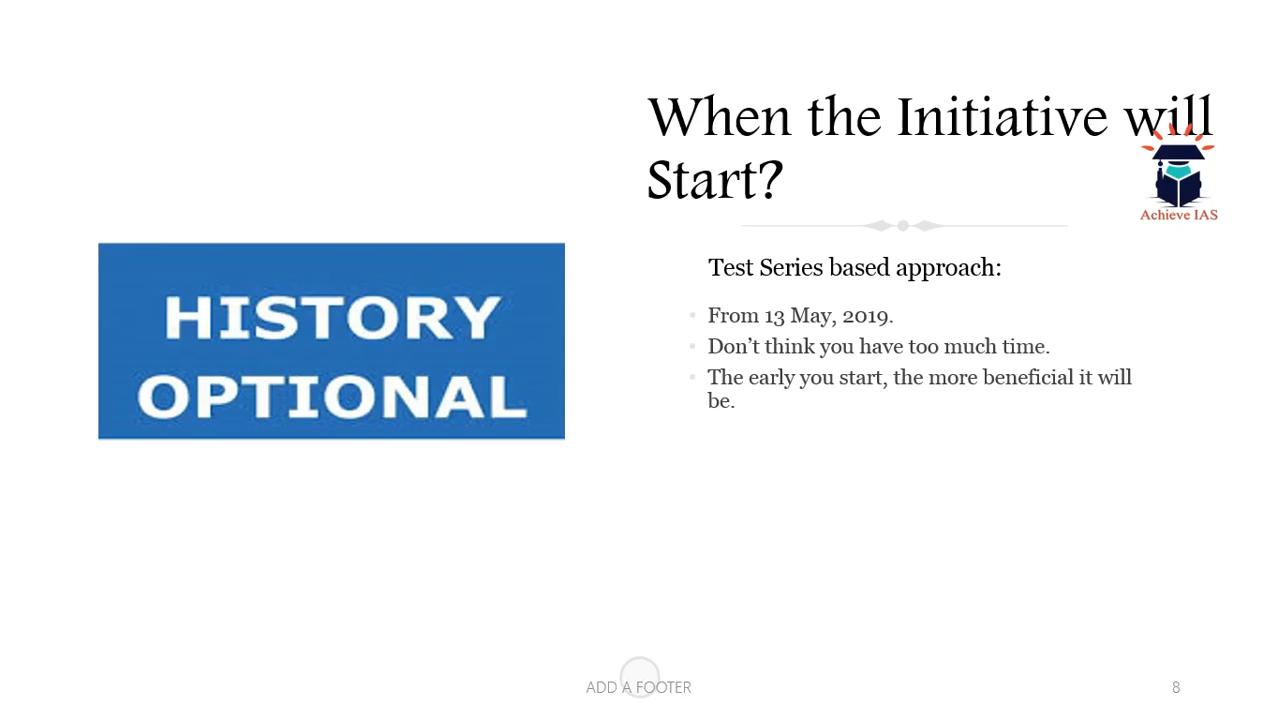 When the Initiative will
Start?
Achieve IAS
HISTORY
OPTIONAL
Test Series based approach:
From 13 May, 2019.
Don’t think you have too much time.
The early you start, the more beneficial it will
be.
ADD A FOOTER
8